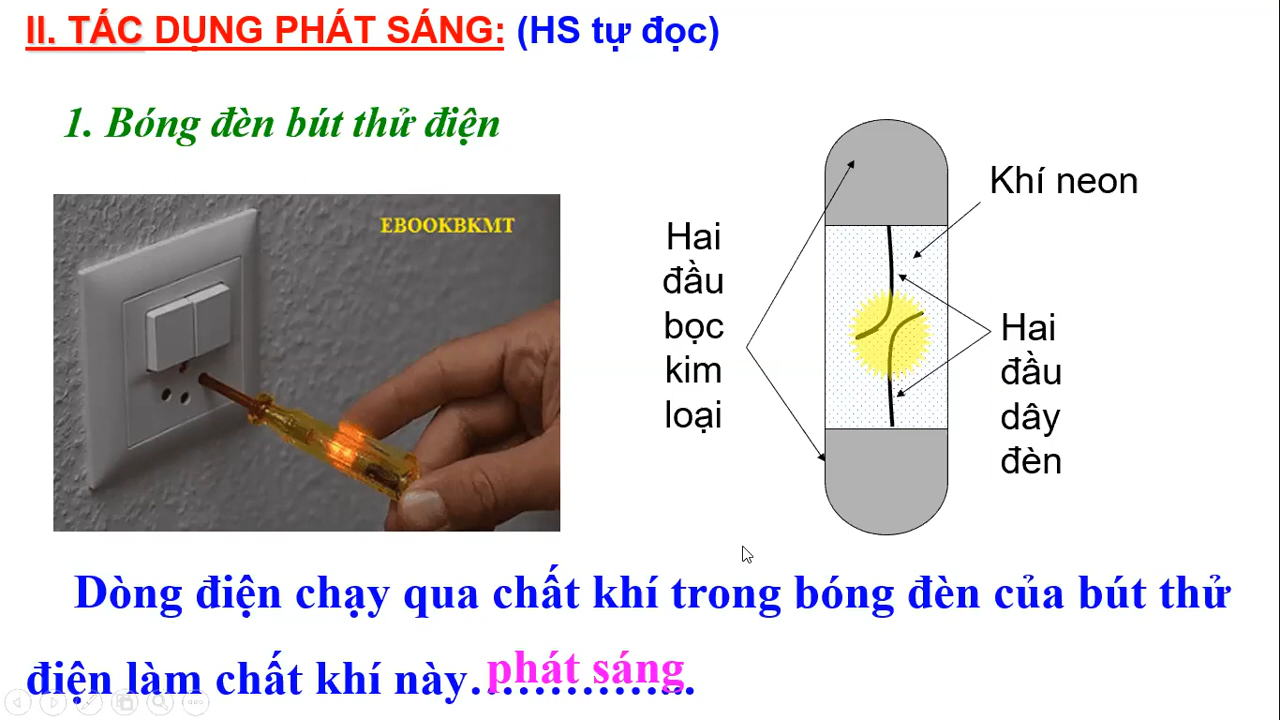 II. TÁC DỤNG PHÁT SÁNG: (HS tự đọc)
1. Bóng đèn bút thử điện
EBOOKBKMT
Hai
đầu
bọc
kim
loại
Khí neon
Hai
đầu
dây
đèn
Dòng điện chạy qua chất khí trong bóng đèn của bút thử
điện làm chất khí này phát sáng...............